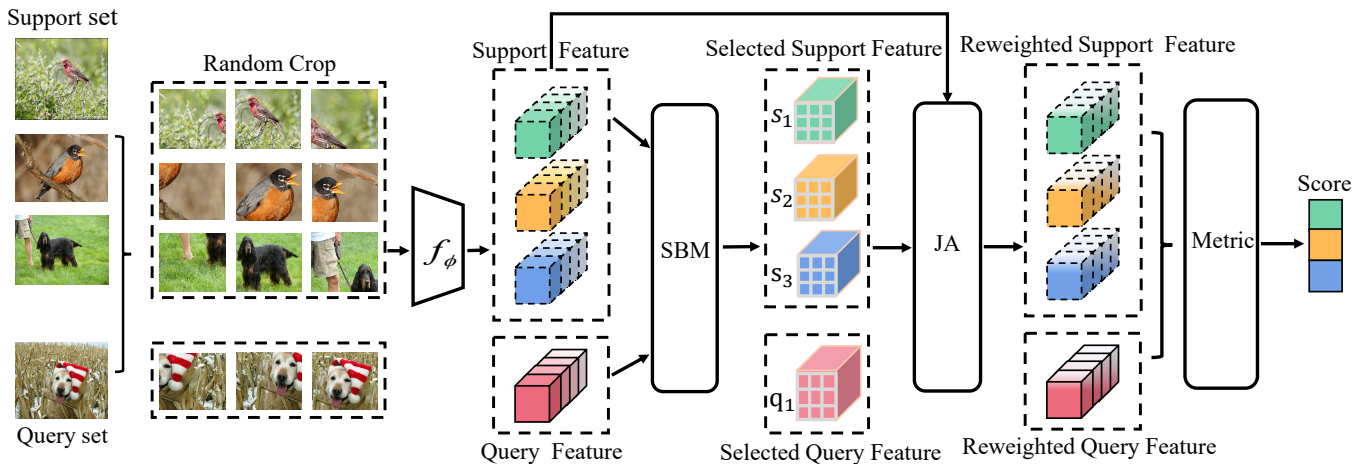 Support set
Random Crop
Support Feature
Selected Support Feature
Reweighted Support Feature
s₁
s₂
s₃
q₁
f_ϕ
SBM
JA
Metric
Score
Query set
Query Feature
Selected Query Feature
Reweighted Query Feature